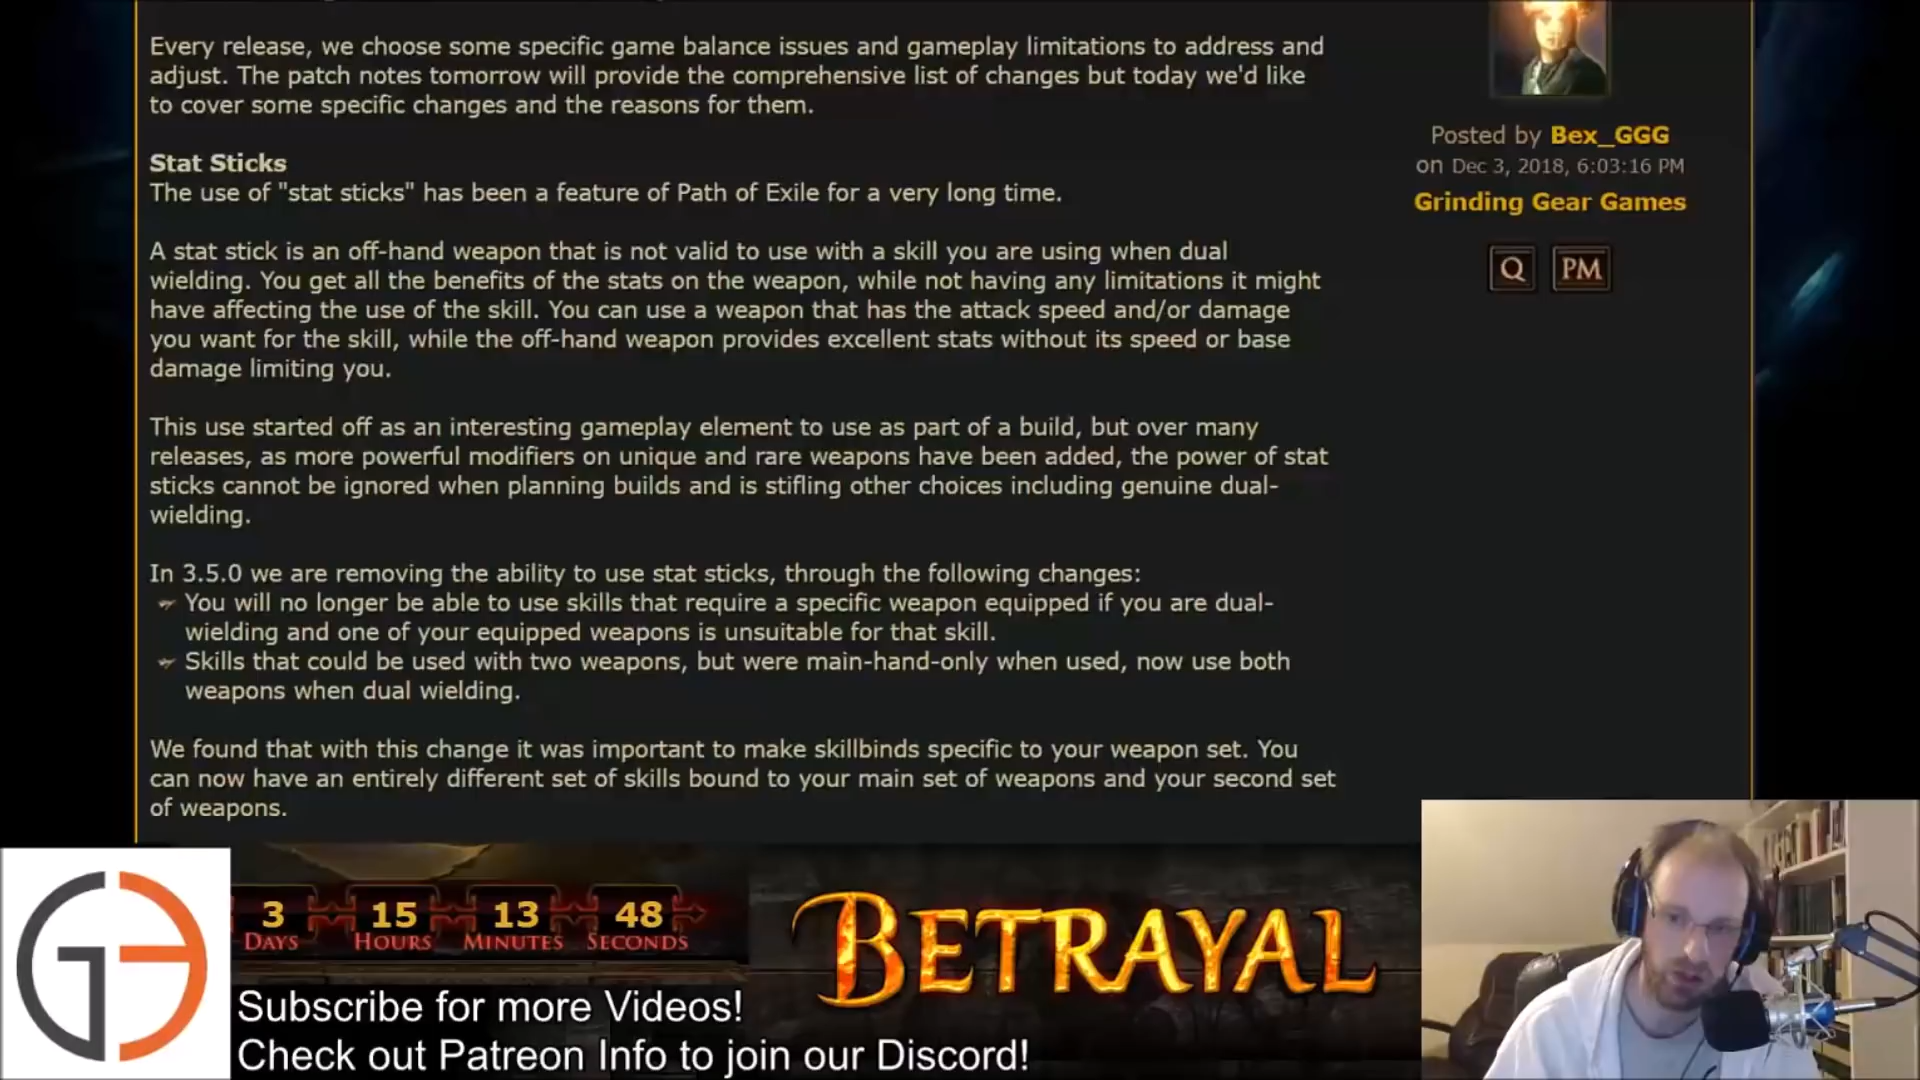 Every release, we choose some specific game balance issues and gameplay limitations to address and
adjust. The patch notes tomorrow will provide the comprehensive list of changes but today we'd like
to cover some specific changes and the reasons for them.
Stat Sticks
The use of "stat sticks" has been a feature of Path of Exile for a very long time.
A stat stick is an off-hand weapon that is not valid to use with a skill you are using when dual
wielding. You get all the benefits of the stats on the weapon, while not having any limitations it might
have affecting the use of the skill. You can use a weapon that has the attack speed and/or damage
you want for the skill, while the off-hand weapon provides excellent stats without its speed or base
damage limiting you.
This use started off as an interesting gameplay element to use as part of a build, but over many
releases, as more powerful modifiers on unique and rare weapons have been added, the power of stat
sticks cannot be ignored when planning builds and is stifling other choices including genuine dual-
wielding.
In 3.5.0 we are removing the ability to use stat sticks, through the following changes:
You will no longer be able to use skills that require a specific weapon equipped if you are dual-
wielding and one of your equipped weapons is unsuitable for that skill.
Skills that could be used with two weapons, but were main-hand-only when used, now use both
weapons when dual wielding.
We found that with this change it was important to make skillbinds specific to your weapon set. You
can now have an entirely different set of skills bound to your main set of weapons and your second set
of weapons.
Posted by Bex_GGG
on Dec 3, 2018, 6:03:16 PM
Grinding Gear Games
Q PM
3 15 13 48
DAYS HOURS MINUTES SECONDS
BETRAYAL
Subscribe for more Videos!
Check out Patreon Info to join our Discord!